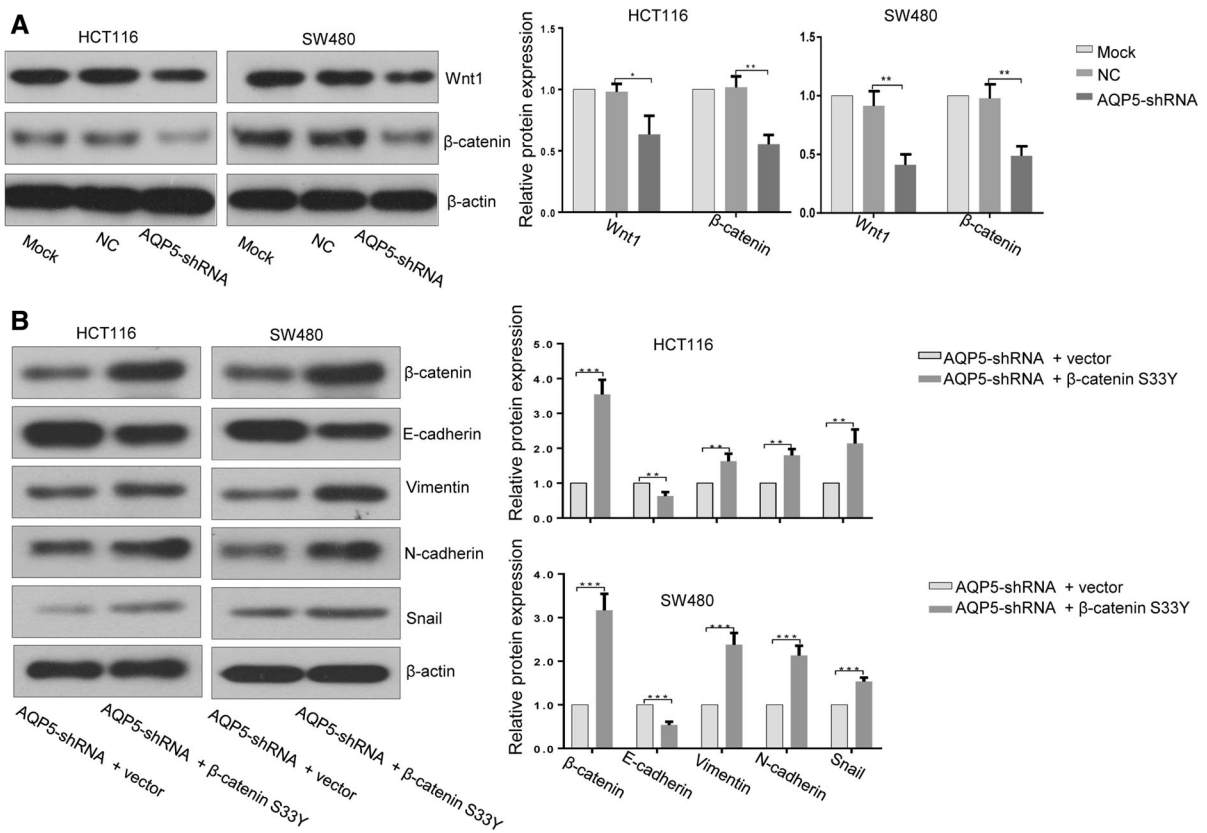 A
HCT116
SW480
Wnt1
β-catenin
β-actin
Mock
NC
AQP5-shRNA
Mock
NC
AQP5-shRNA
HCT116
SW480
Relative protein expression
1.5
1.0
0.5
0.0
* ** 
Wnt1
β-catenin
1.5
1.0
0.5
0.0
** **
Wnt1
β-catenin
Mock
NC
AQP5-shRNA
B
HCT116
SW480
β-catenin
E-cadherin
Vimentin
N-cadherin
Snail
β-actin
AQP5-shRNA + vector
AQP5-shRNA + β-catenin S33Y
AQP5-shRNA + vector
AQP5-shRNA + β-catenin S33Y
HCT116
Relative protein expression
5.0
4.0
3.0
2.0
1.0
0.0
*** ** ** ** **
AQP5-shRNA + vector
AQP5-shRNA + β-catenin S33Y
SW480
Relative protein expression
4.0
3.0
2.0
1.0
0.0
*** *** *** *** ***
β-catenin
E-cadherin
Vimentin
N-cadherin
Snail
AQP5-shRNA + vector
AQP5-shRNA + β-catenin S33Y